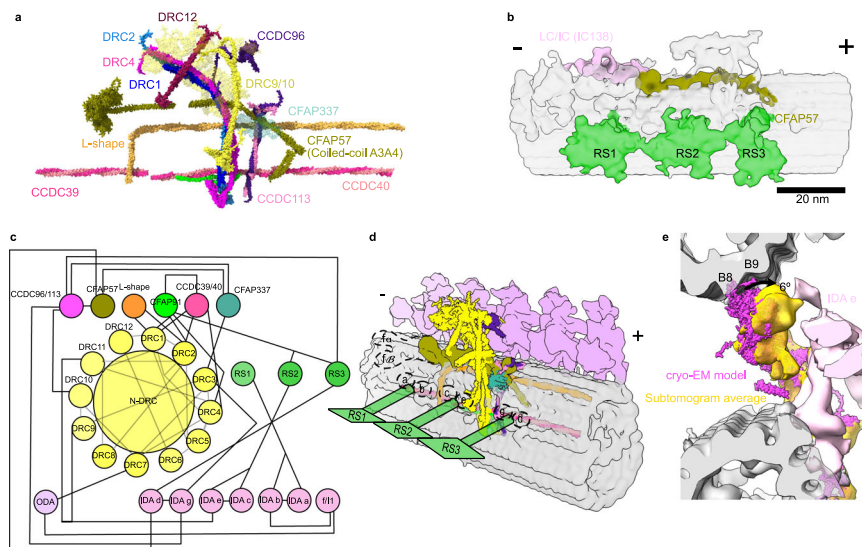 a
DRC12
DRC2
CCDC96
DRC4
DRC1
DRC9/10
CFAP337
L-shape
CFAP57
(Coiled-coil A3A4)
CCDC39
CCDC40
CCDC113
b
-
LC/IC (IC138)
+
CFAP57
RS1
RS2
RS3
20 nm
c
CCDC96/113
CFAP57
L-shape
CFAP91
CCDC39/40
CFAP337
DRC12
DRC1
DRC11
DRC2
DRC10
DRC3
RS1
RS2
RS3
N-DRC
DRC4
DRC9
DRC5
DRC8
DRC6
DRC7
ODA
IDA d
IDA g
IDA e
IDA c
IDA b
IDA a
f/I1
d
-
fα
fβ
a
b
c
e
g
d
+
RS1
RS2
RS3
e
B9
B8
6º
IDA e
cryo-EM model
Subtomogram average